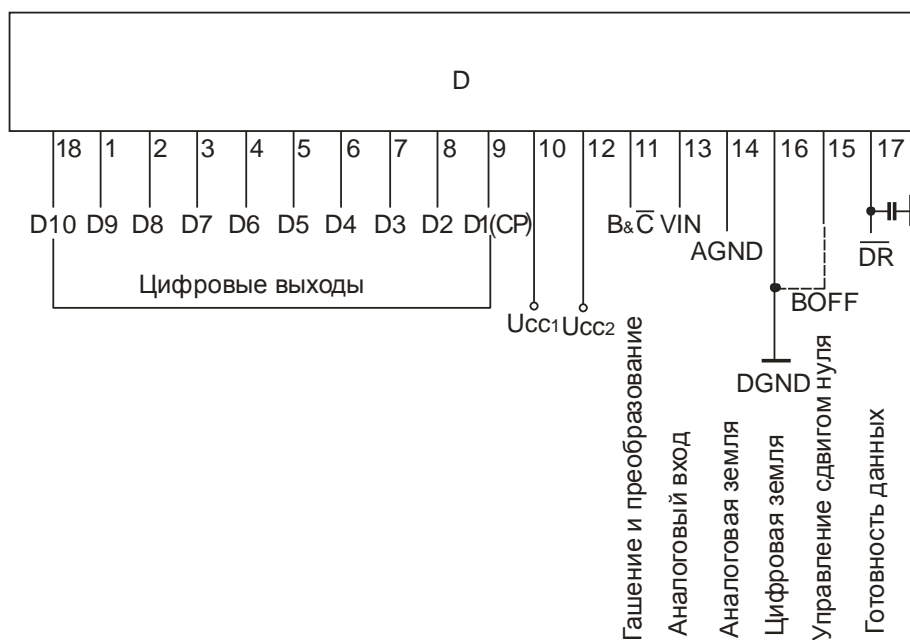 D
18 1 2 3 4 5 6 7 8 9 10 12 11 13 14 16 15 17
D10 D9 D8 D7 D6 D5 D4 D3 D2 D1(CP) B&C̅ VIN
AGND
D̅R̅
Цифровые выходы
BOFF
Ucc1 Ucc2
DGND
Гашение и преобразование
Аналоговый вход
Аналоговая земля
Цифровая земля
Управление сдвигом нуля
Готовность данных